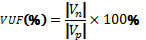 VUF(%) = |Vn| / |Vp| × 100%